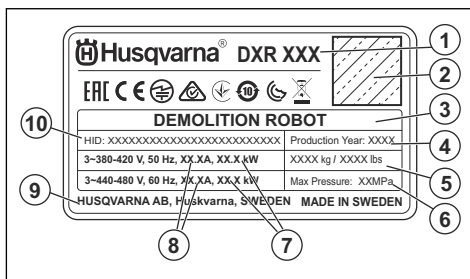 Husqvarna® DXR XXX
EAC CE 10
DEMOLITION ROBOT
HID: XXXXXXXXXXXXXXXXXXXXXXXXXX
Production Year: XXXX
3~380-420 V, 50 Hz, XX.XA, XX.X kW
XXXX kg / XXXX lbs
3~440-480 V, 60 Hz, XX.XA, XX.X kW
Max Pressure: XXMPa
HUSQVARNA AB, Huskvarna, SWEDEN MADE IN SWEDEN
1
2
3
4
5
6
7
8
9
10